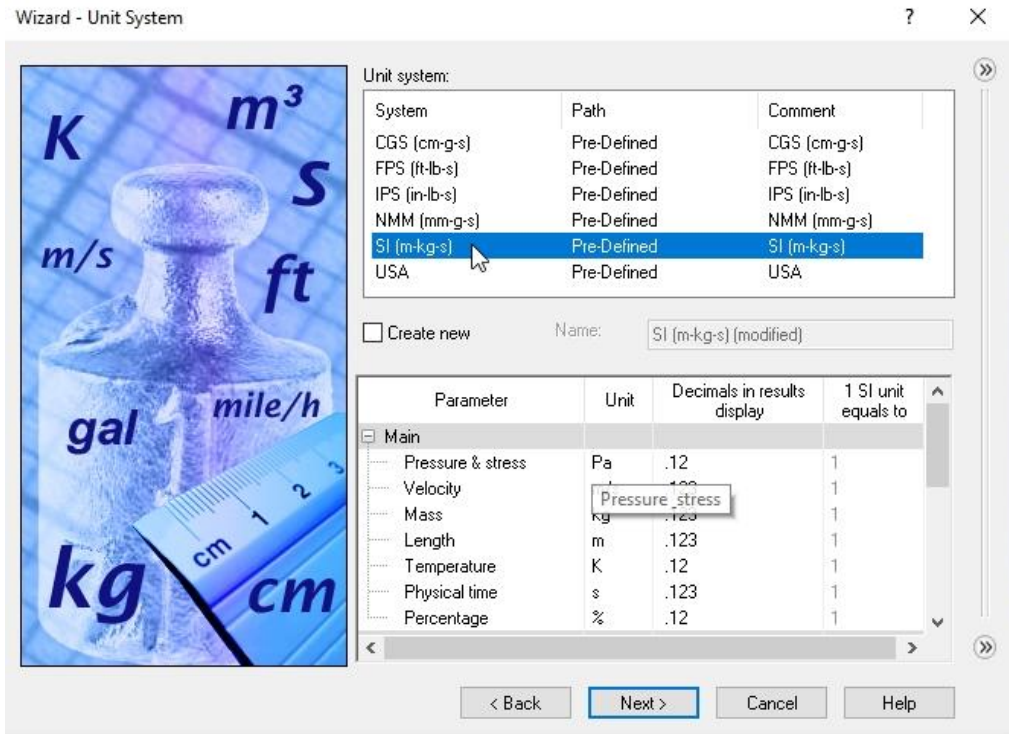 Wizard - Unit System ?
K m³
s
m/s
ft
gal mile/h
kg
cm 1 2 3
cm
Unit system:
System Path Comment
CGS (cm-g-s) Pre-Defined CGS (cm-g-s)
FPS (ft-lb-s) Pre-Defined FPS (ft-lb-s)
IPS (in-lb-s) Pre-Defined IPS (in-lb-s)
NMM (mm-g-s) Pre-Defined NMM (mm-g-s)
SI (m-kg-s) Pre-Defined SI (m-kg-s)
USA Pre-Defined USA
Create new Name: SI (m-kg-s) (modified)
Parameter Unit Decimals in results display 1 SI unit equals to
Main
Pressure & stress Pa .12 1
Velocity 1
Pressure_stress
Mass kg .123 1
Length m .123 1
Temperature K .12 1
Physical time s .123 1
Percentage % .12 1
< Back Next > Cancel Help